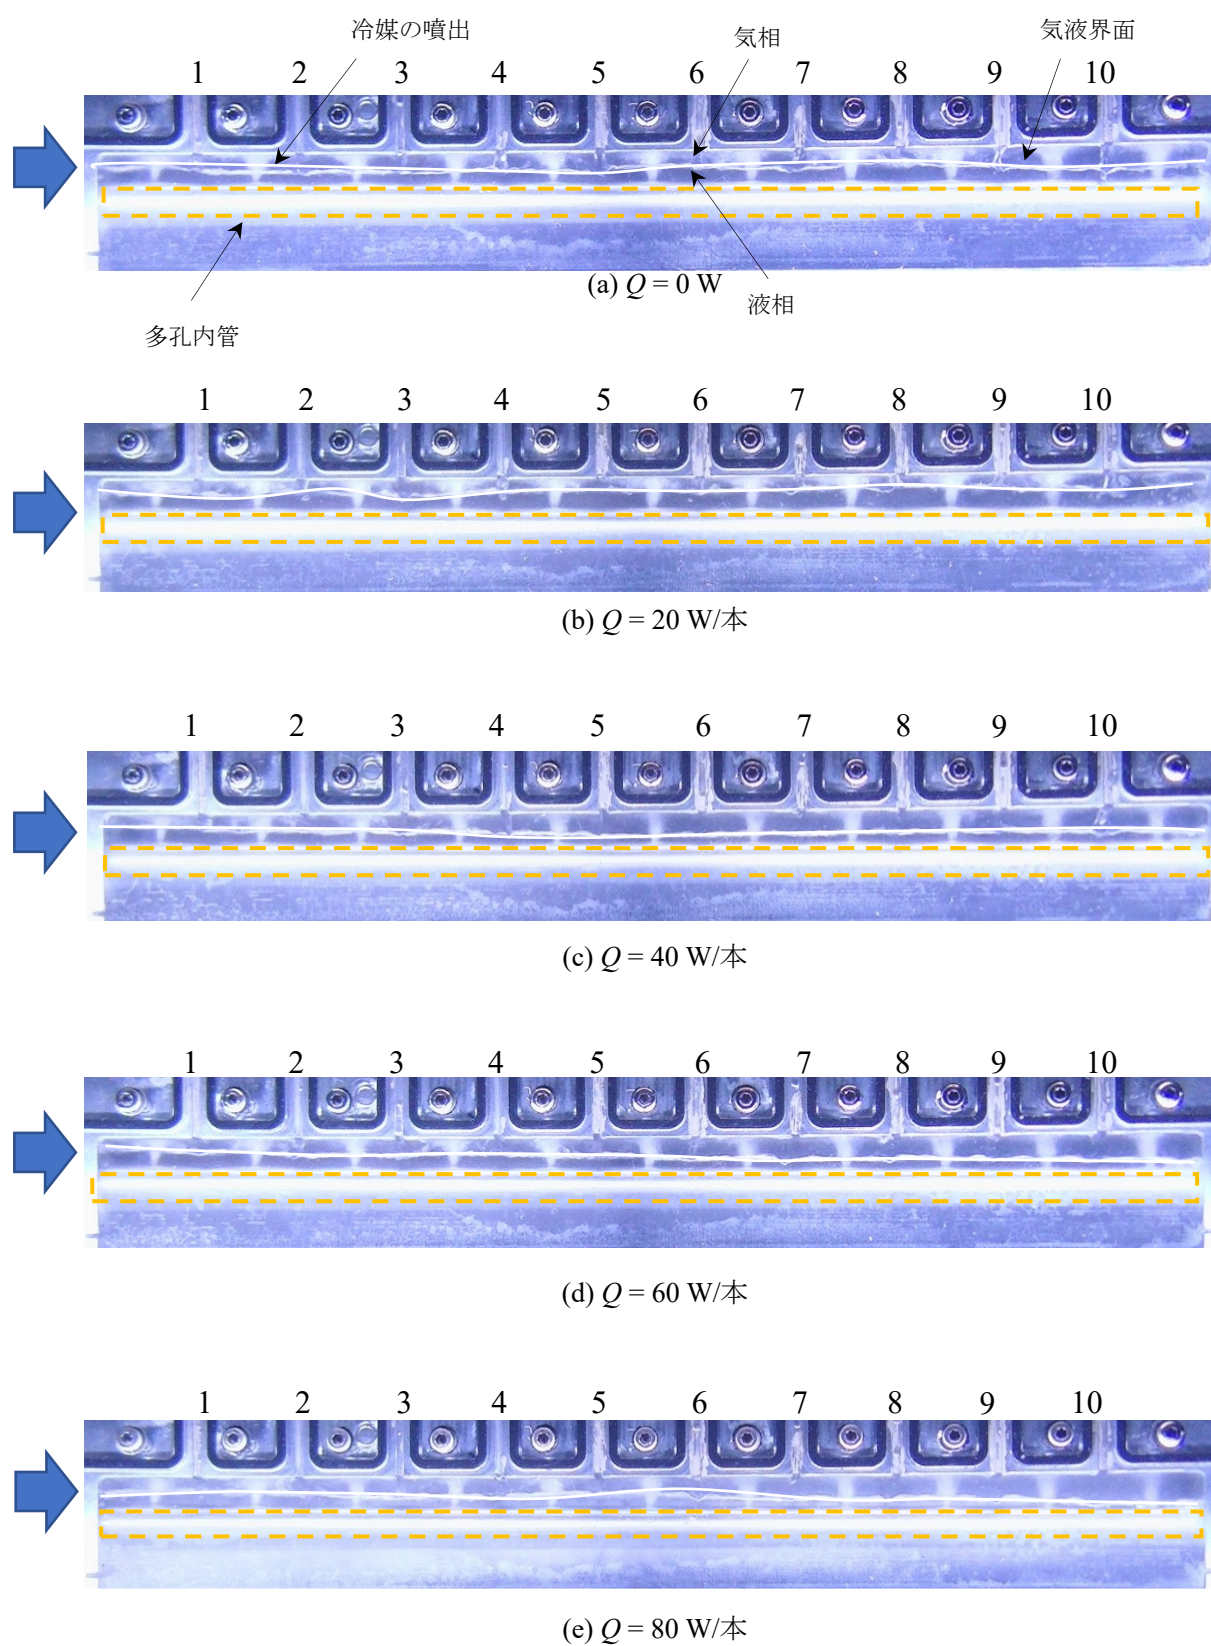 冷媒の噴出
気相
気液界面
1 2 3 4 5 6 7 8 9 10
(a) Q = 0 W
液相
多孔内管
1 2 3 4 5 6 7 8 9 10
(b) Q = 20 W/本
1 2 3 4 5 6 7 8 9 10
(c) Q = 40 W/本
1 2 3 4 5 6 7 8 9 10
(d) Q = 60 W/本
1 2 3 4 5 6 7 8 9 10
(e) Q = 80 W/本